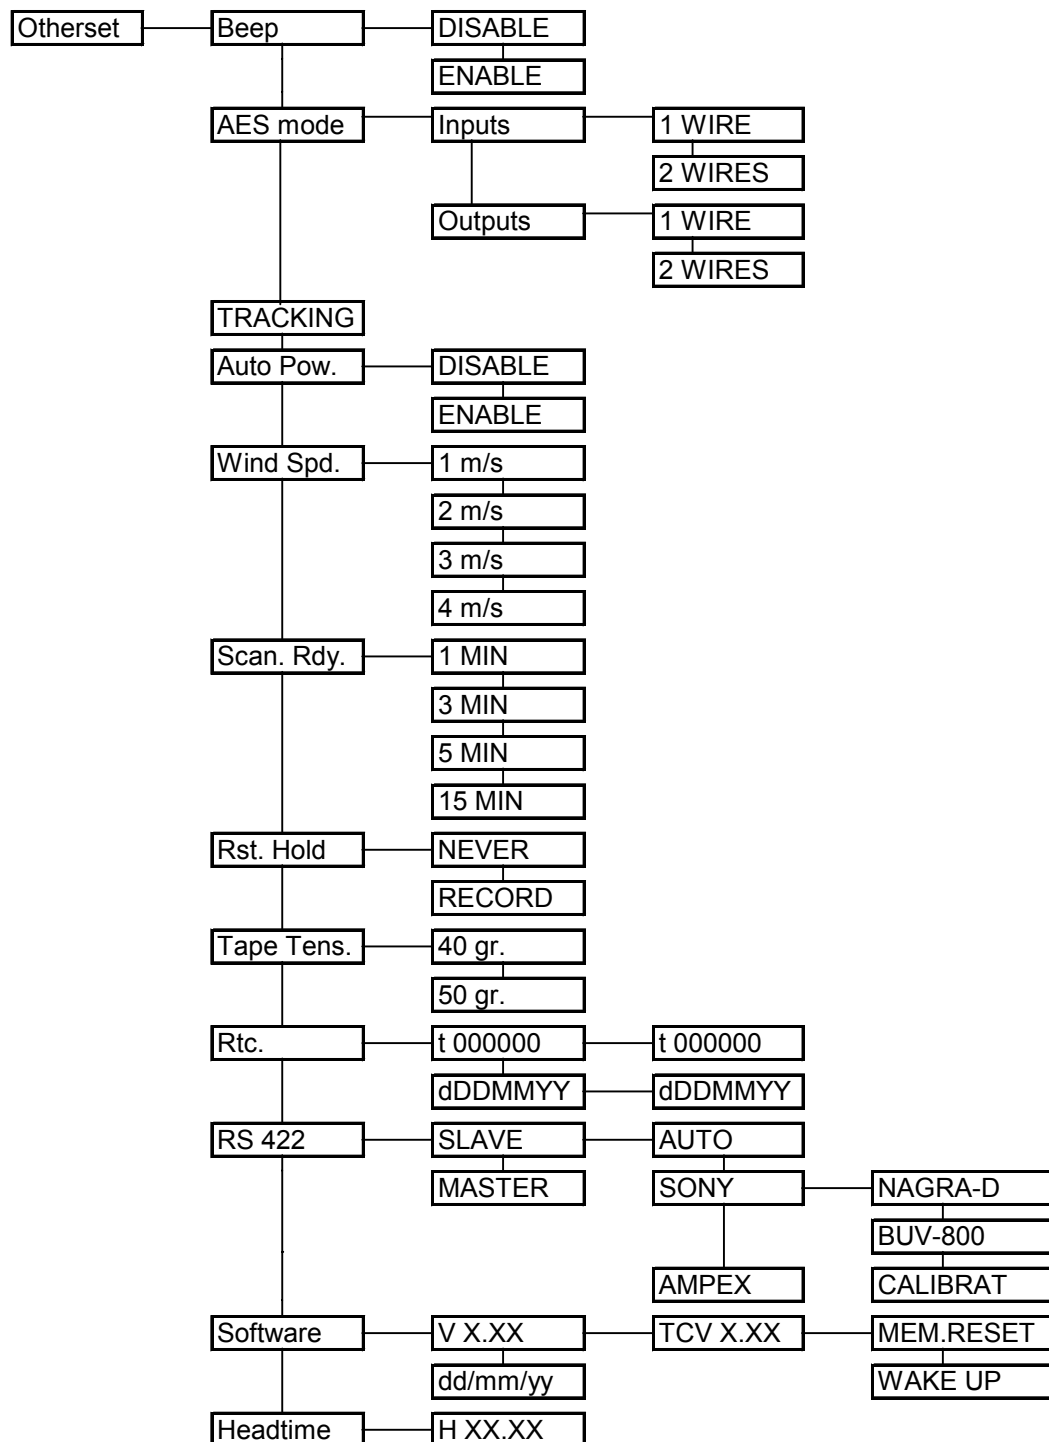 Otherset Beep DISABLE
ENABLE
AES mode Inputs 1 WIRE
2 WIRES
Outputs 1 WIRE
2 WIRES
TRACKING
Auto Pow. DISABLE
ENABLE
Wind Spd. 1 m/s
2 m/s
3 m/s
4 m/s
Scan. Rdy. 1 MIN
3 MIN
5 MIN
15 MIN
Rst. Hold NEVER
RECORD
Tape Tens. 40 gr.
50 gr.
Rtc. t 000000 t 000000
dDDMMYY dDDMMYY
RS 422 SLAVE AUTO
MASTER SONY NAGRA-D
BUV-800
AMPEX CALIBRAT
Software V X.XX TCV X.XX MEM.RESET
dd/mm/yy WAKE UP
Headtime H XX.XX